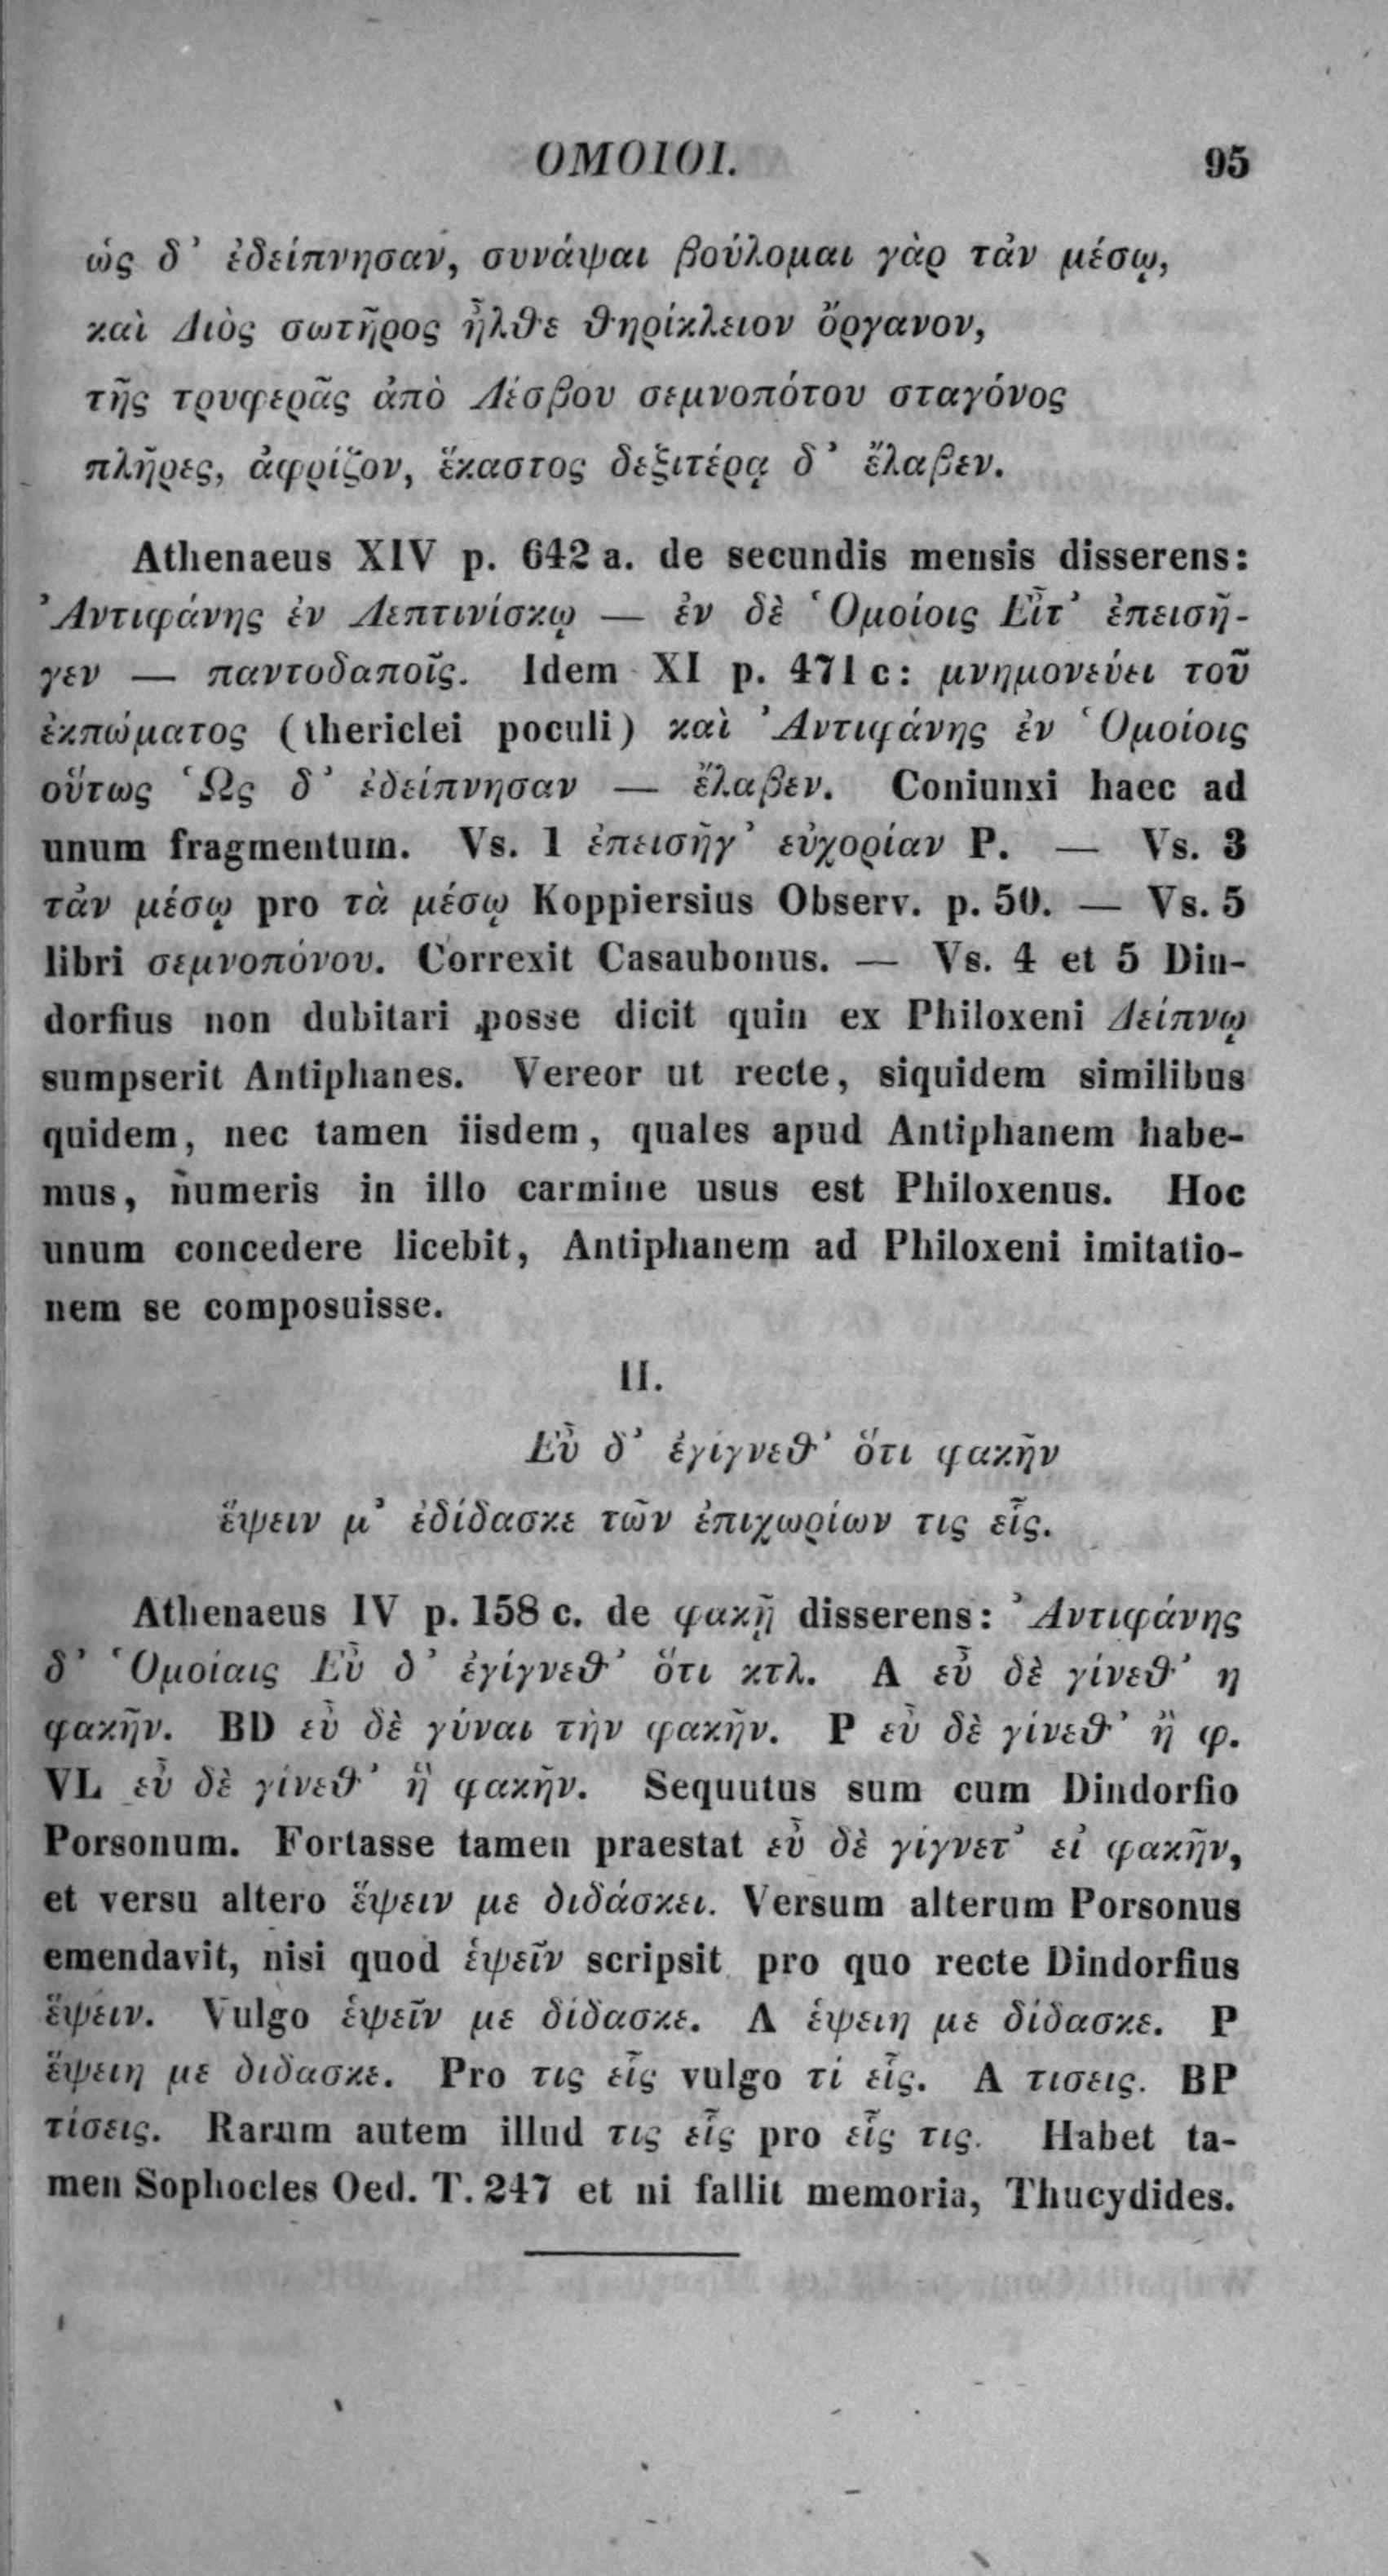 ΟΜΟΙΟΙ. 95
ὡς δ᾽ ἐδείπνησαν, συνάψαι βούλομαι γὰρ τἀν μέσῳ,
καὶ Διὸς σωτῆρος ἦλθε θηρίκλειον ὄργανον,
τῆς τρυφερᾶς ἀπὸ Λέσβου σεμνοπότου σταγόνος
πλῆρες, ἀφρίζον, ἕκαστος δεξιτέρᾳ δ᾽ ἔλαβεν.
Athenaeus XIV p. 642 a. de secundis mensis disserens:
Ἀντιφάνης ἐν Λεπτινίσκῳ — ἐν δὲ Ὁμοίοις Εἶτ᾽ ἐπεισῆ-
γεν — παντοδαποῖς. Idem XI p. 471 c: μνημονεύει τοῦ
ἐκπώματος (thericlei poculi) καὶ Ἀντιφάνης ἐν Ὁμοίοις
οὕτως Ὡς δ᾽ ἐδείπνησαν — ἔλαβεν. Coniunxi haec ad
unum fragmentum. Vs. 1 ἐπεισῆγ᾽ εὐχορίαν P. — Vs. 3
τἀν μέσῳ pro τὰ μέσῳ Koppiersius Observ. p. 50. — Vs. 5
libri σεμνοπόνου. Correxit Casaubonus. — Vs. 4 et 5 Din-
dorfius non dubitari posse dicit quin ex Philoxeni Δείπνῳ
sumpserit Antiphanes. Vereor ut recte, siquidem similibus
quidem, nec tamen iisdem, quales apud Antiphanem habe-
mus, numeris in illo carmine usus est Philoxenus. Hoc
unum concedere licebit, Antiphanem ad Philoxeni imitatio-
nem se composuisse.
II.
Εὖ δ᾽ ἐγίγνεθ᾽ ὅτι φακῆν
ἕψειν μ᾽ ἐδίδασκε τῶν ἐπιχωρίων τις εἷς.
Athenaeus IV p. 158 c. de φακῇ disserens: Ἀντιφάνης
δ᾽ Ὁμοίαις Εὖ δ᾽ ἐγίγνεθ᾽ ὅτι κτλ. A εὖ δὲ γίνεθ᾽ η
φακῆν. BD εὖ δὲ γύναι τὴν φακῆν. P εὖ δὲ γίνεθ᾽ ἢ φ.
VL εὖ δὲ γίνεθ᾽ ἢ φακῆν. Sequutus sum cum Dindorfio
Porsonum. Fortasse tamen praestat εὖ δὲ γίγνετ᾽ εἰ φακῆν,
et versu altero ἕψειν με διδάσκει. Versum alterum Porsonus
emendavit, nisi quod ἑψεῖν scripsit pro quo recte Dindorfius
ἕψειν. Vulgo ἑψεῖν με δίδασκε. A ἑψειη με δίδασκε. P
ἕψειη με διδασκε. Pro τις εἷς vulgo τί εἷς. A τισεις. BP
τίσεις. Rarum autem illud τις εἷς pro εἷς τις. Habet ta-
men Sophocles Oed. T. 247 et ni fallit memoria, Thucydides.